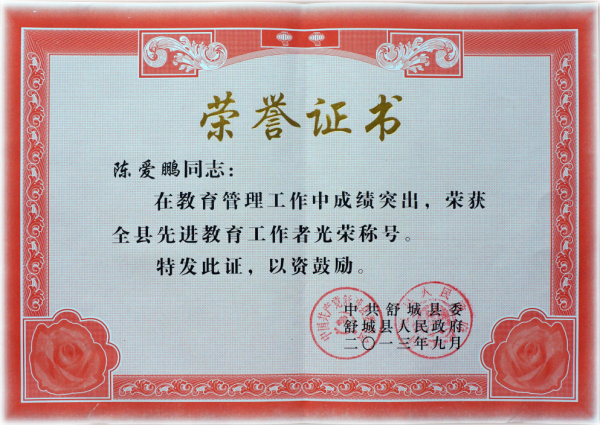 荣誉证书
陈爱鹏同志：
在教育管理工作中成绩突出，荣获
全县先进教育工作者光荣称号。
特发此证，以资鼓励。
中共舒城县委
舒城县人民政府
二〇一三年九月